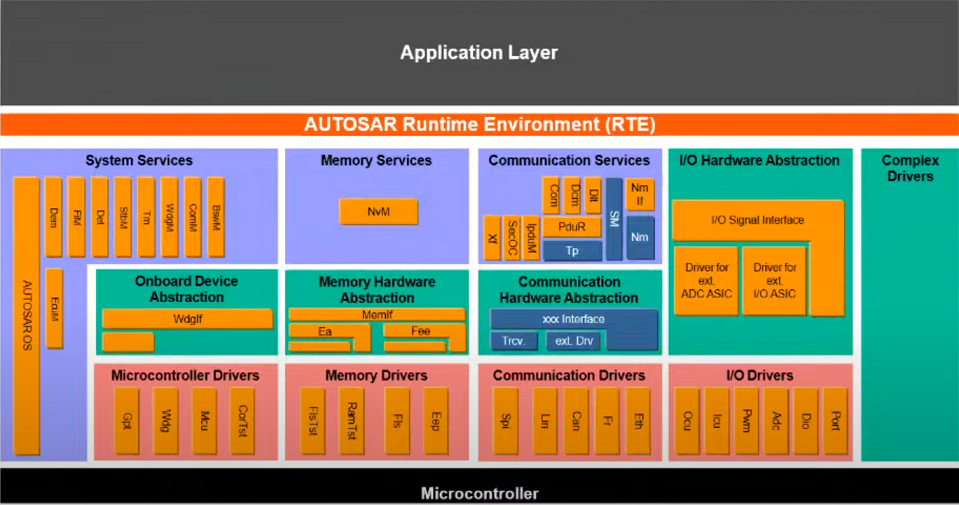 Application Layer
AUTOSAR Runtime Environment (RTE)
System Services
AUTOSAR OS
Dem
FiM
Det
StbM
Tm
WdgM
ComM
BswM
EcuM
Memory Services
NvM
Communication Services
Com
Dcm
Dlt
SM
Nm
If
Xf
SecOC
IpduM
PduR
Tp
Nm
I/O Hardware Abstraction
I/O Signal Interface
Driver for
ext.
ADC ASIC
Driver for
ext.
I/O ASIC
Complex
Drivers
Onboard Device
Abstraction
WdgIf
Memory Hardware
Abstraction
MemIf
Ea
Fee
Communication
Hardware Abstraction
xxx Interface
Trcv.
ext. Drv
Microcontroller Drivers
Gpt
Wdg
Mcu
CorTst
Memory Drivers
FlsTst
RamTst
Fls
Eep
Communication Drivers
Spi
Lin
Can
Fr
Eth
I/O Drivers
Ocu
Icu
Pwm
Adc
Dio
Port
Microcontroller